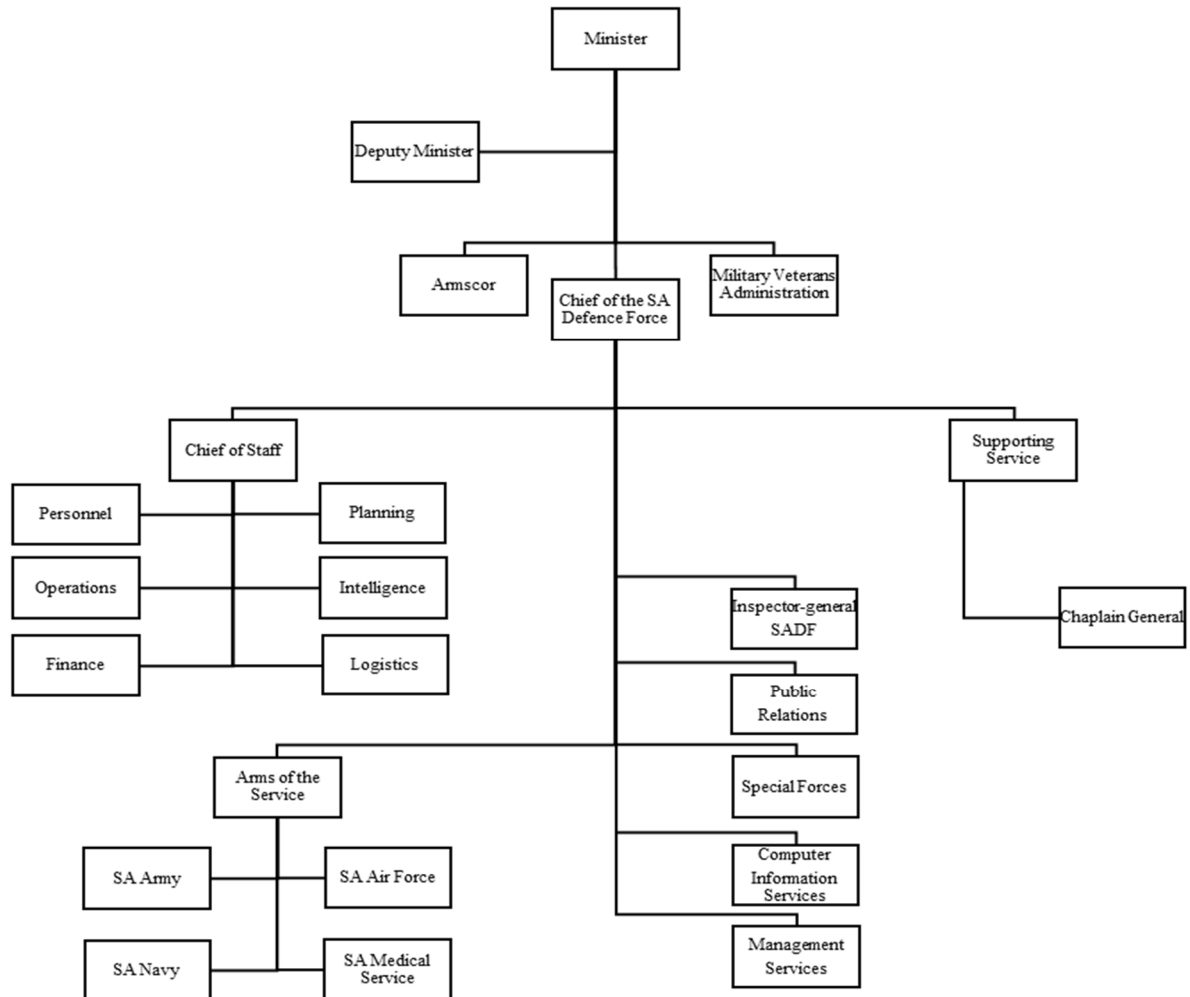 Minister
Deputy Minister
Armscor
Chief of the SA
Defence Force
Military Veterans
Administration
Chief of Staff
Supporting
Service
Personnel
Planning
Operations
Intelligence
Finance
Logistics
Inspector-general
SADF
Chaplain General
Public
Relations
Arms of the
Service
Special Forces
SA Army
SA Air Force
Computer
Information
Services
SA Navy
SA Medical
Service
Management
Services